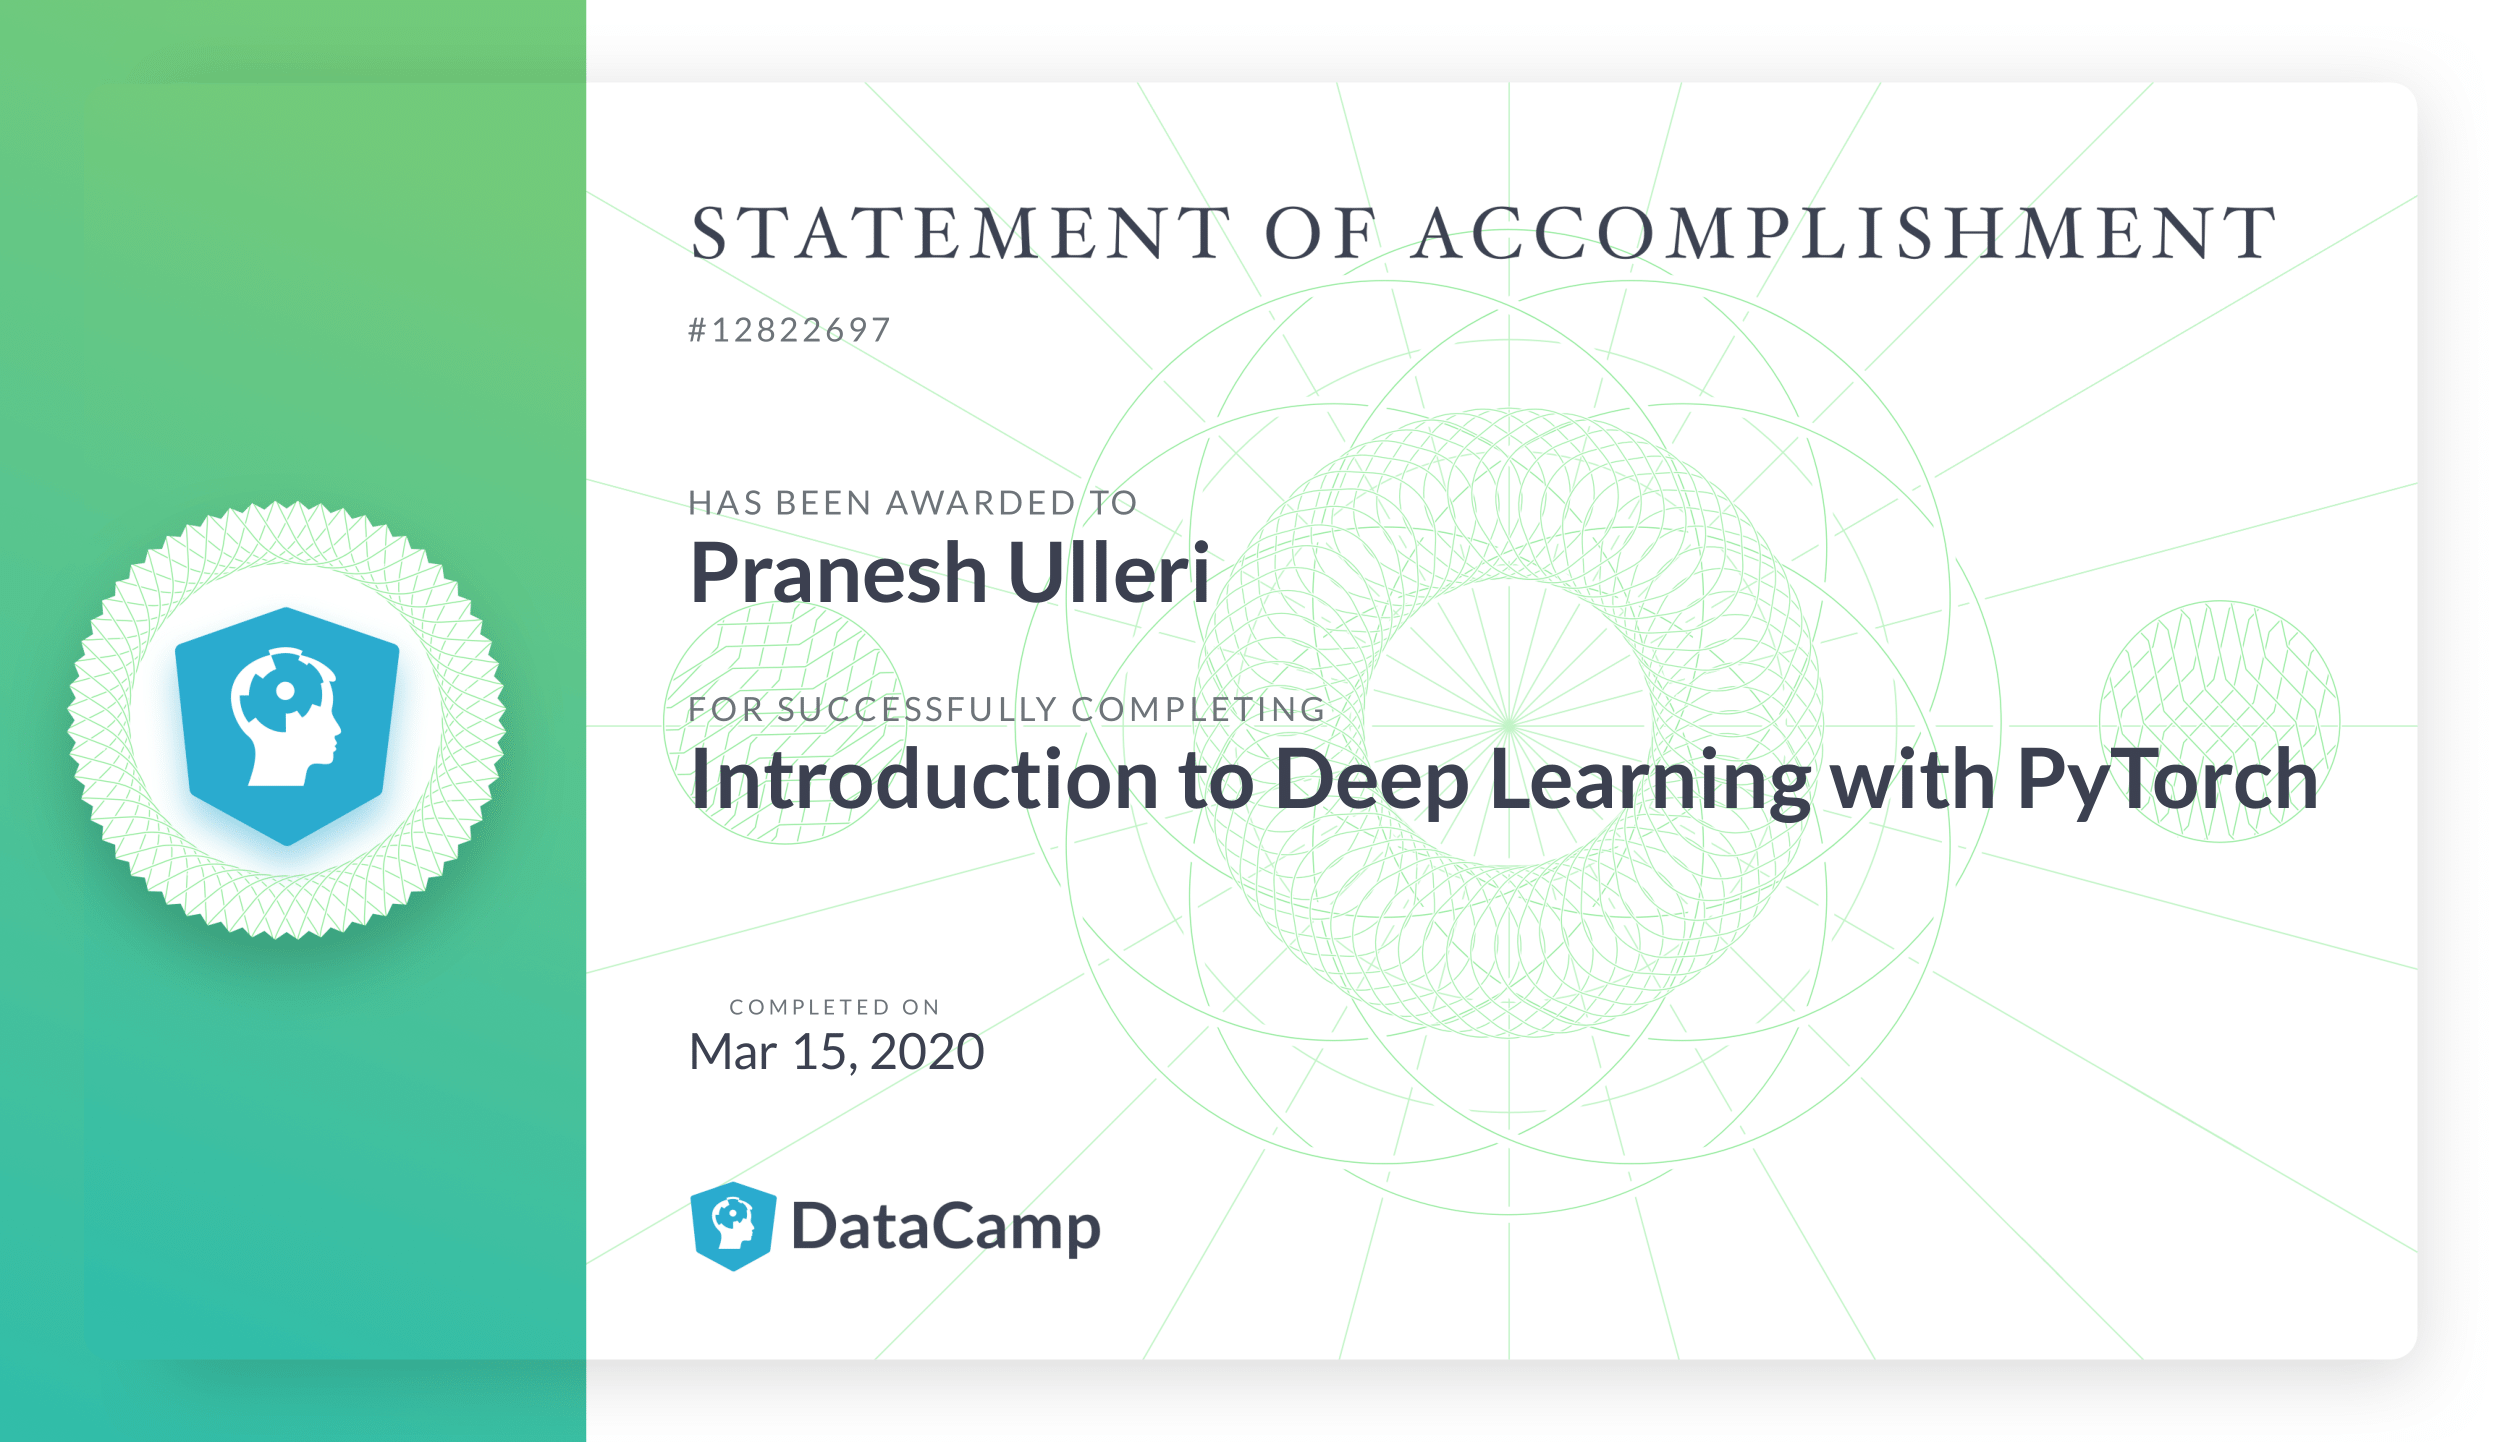 STATEMENT OF ACCOMPLISHMENT
#12822697
HAS BEEN AWARDED TO
Pranesh Ulleri
FOR SUCCESSFULLY COMPLETING
Introduction to Deep Learning with PyTorch
COMPLETED ON
Mar 15, 2020
DataCamp